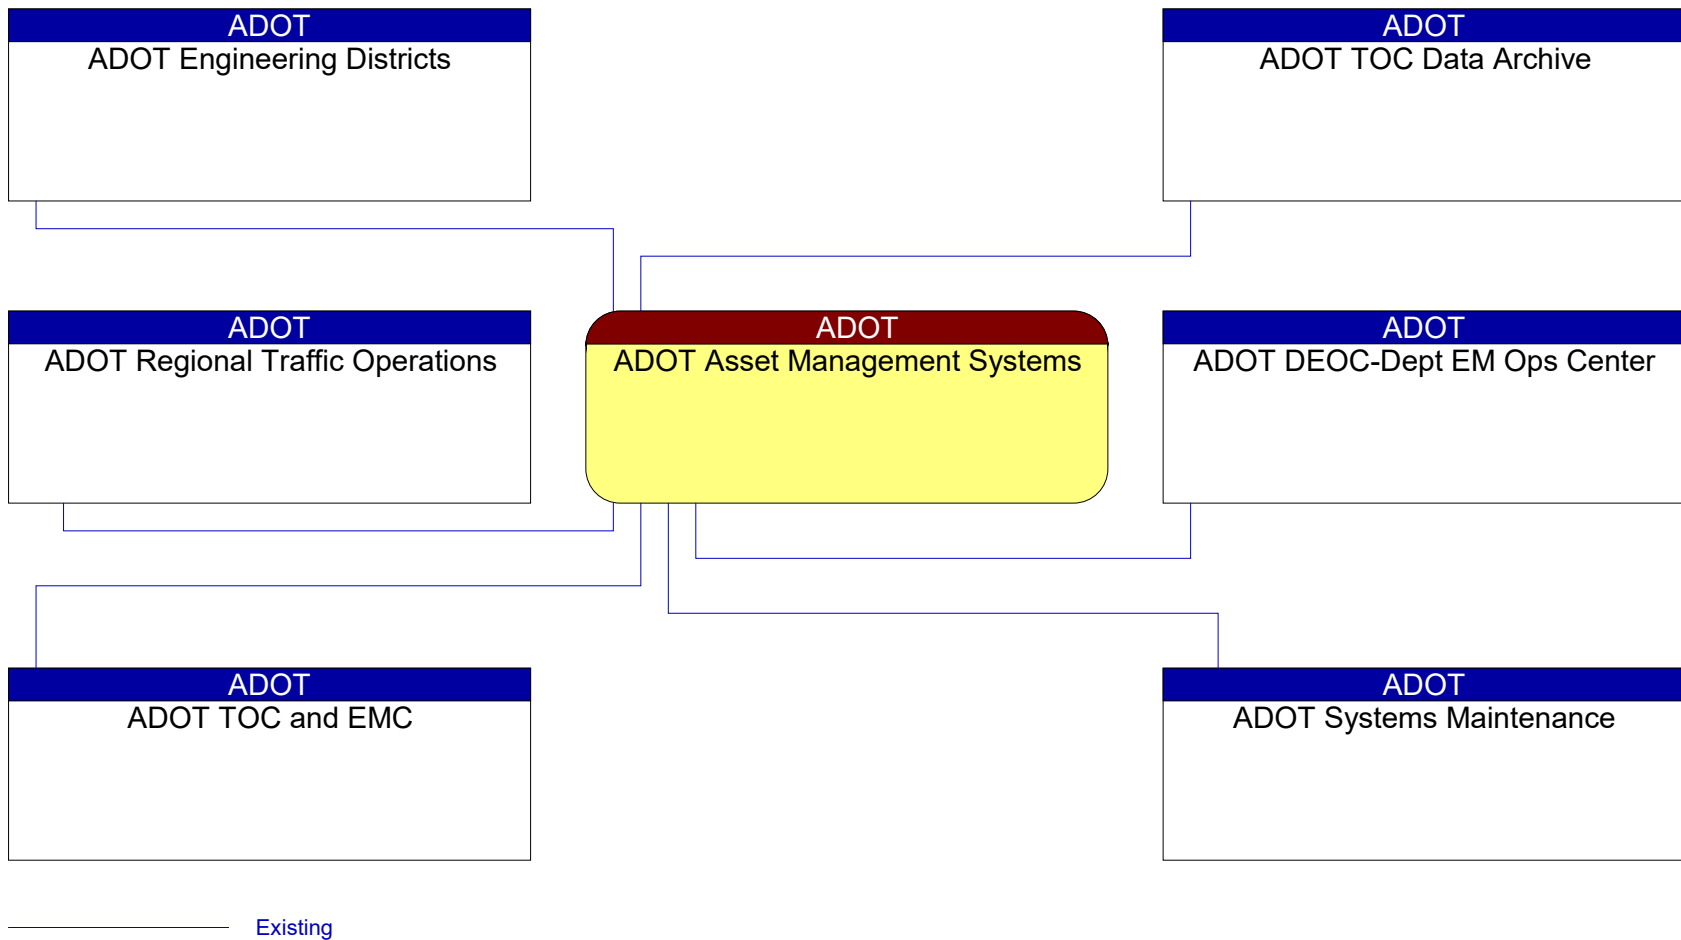 ADOT
ADOT Engineering Districts
ADOT
ADOT TOC Data Archive
ADOT
ADOT Regional Traffic Operations
ADOT
ADOT Asset Management Systems
ADOT
ADOT DEOC-Dept EM Ops Center
ADOT
ADOT TOC and EMC
ADOT
ADOT Systems Maintenance
Existing